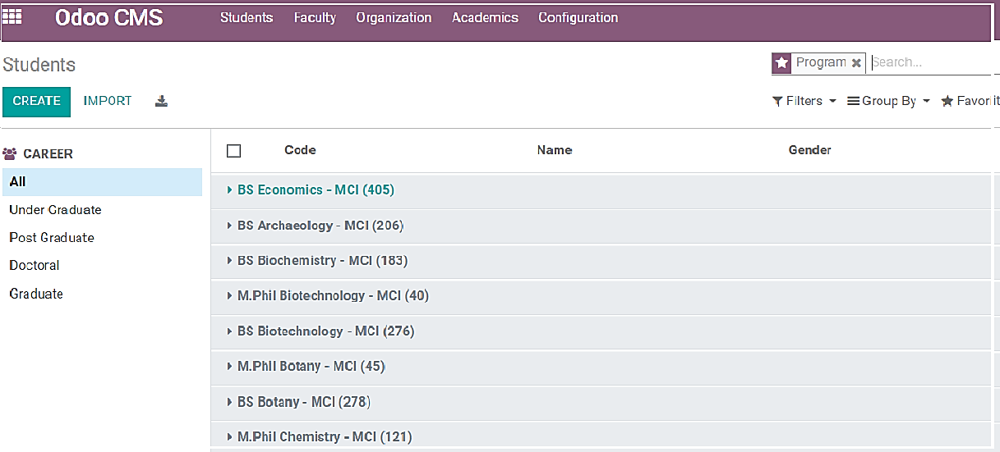 Odoo CMS Students Faculty Organization Academics Configuration
Students
Program Search...
CREATE IMPORT
Filters Group By Favorit
CAREER
All
Under Graduate
Post Graduate
Doctoral
Graduate
Code Name Gender
BS Economics - MCI (405)
BS Archaeology - MCI (206)
BS Biochemistry - MCI (183)
M.Phil Biotechnology - MCI (40)
BS Biotechnology - MCI (276)
M.Phil Botany - MCI (45)
BS Botany - MCI (278)
M.Phil Chemistry - MCI (121)